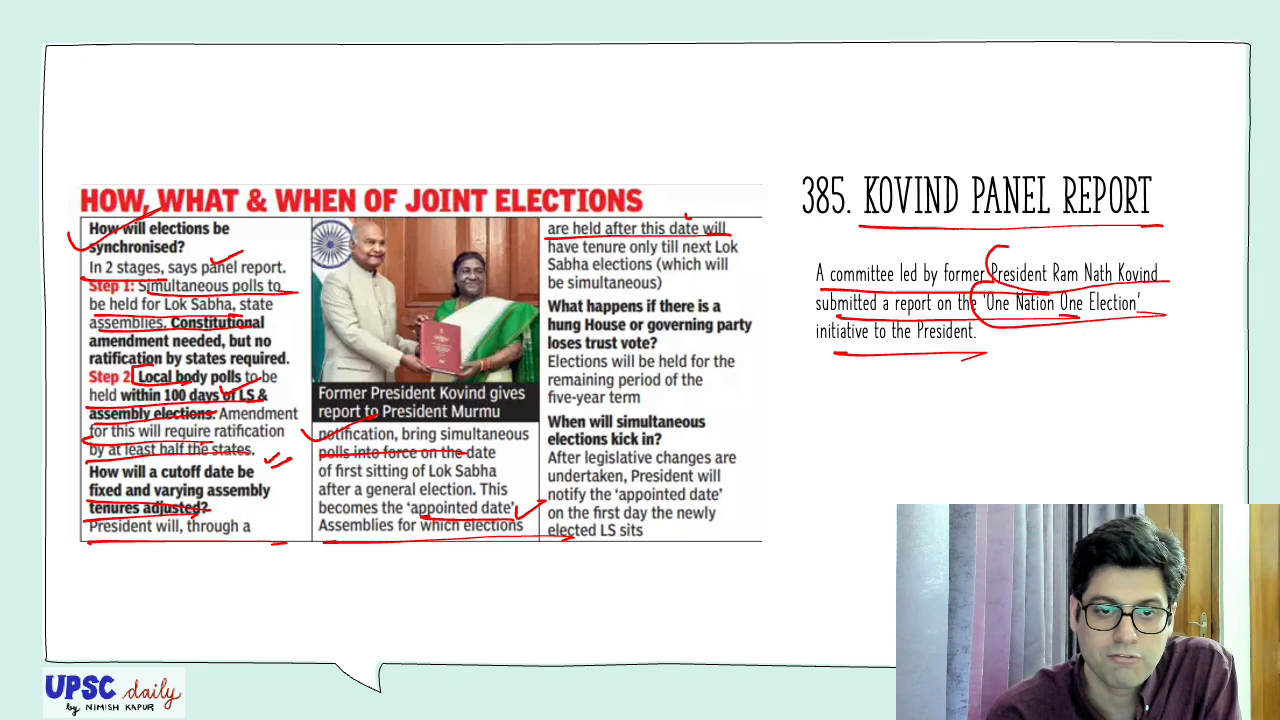 HOW, WHAT & WHEN OF JOINT ELECTIONS
How will elections be
synchronised?
In 2 stages, says panel report.
Step 1: Simultaneous polls to
be held for Lok Sabha, state
assemblies. Constitutional
amendment needed, but no
ratification by states required.
Step 2: Local body polls to be
held within 100 days of LS &
assembly elections. Amendment
for this will require ratification
by at least half the states.
How will a cutoff date be
fixed and varying assembly
tenures adjusted?
President will, through a
Former President Kovind gives
report to President Murmu
notification, bring simultaneous
polls into force on the date
of first sitting of Lok Sabha
after a general election. This
becomes the 'appointed date'.
Assemblies for which elections
are held after this date will
have tenure only till next Lok
Sabha elections (which will
be simultaneous)
What happens if there is a
hung House or governing party
loses trust vote?
Elections will be held for the
remaining period of the
five-year term
When will simultaneous
elections kick in?
After legislative changes are
undertaken, President will
notify the 'appointed date'
on the first day the newly
elected LS sits
385. KOVIND PANEL REPORT
A committee led by former President Ram Nath Kovind
submitted a report on the 'One Nation One Election'
initiative to the President.
UPSC daily
by NIMISH KAPUR